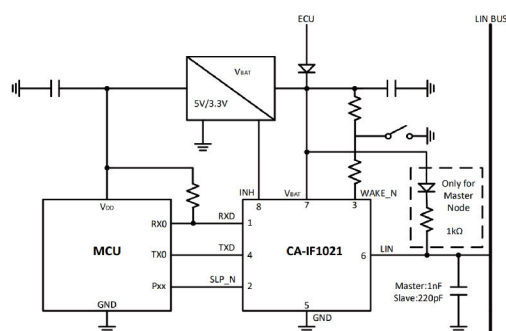 ECU
LIN BUS
VBAT
5V/3.3V
Only for
Master
Node
1kΩ
VDD
INH
8
VBAT
7
WAKE_N
3
MCU
RX0
RXD
1
TX0
TXD
4
Pxx
SLP_N
2
CA-IF1021
6
LIN
GND
5
GND
Master:1nF
Slave:220pF